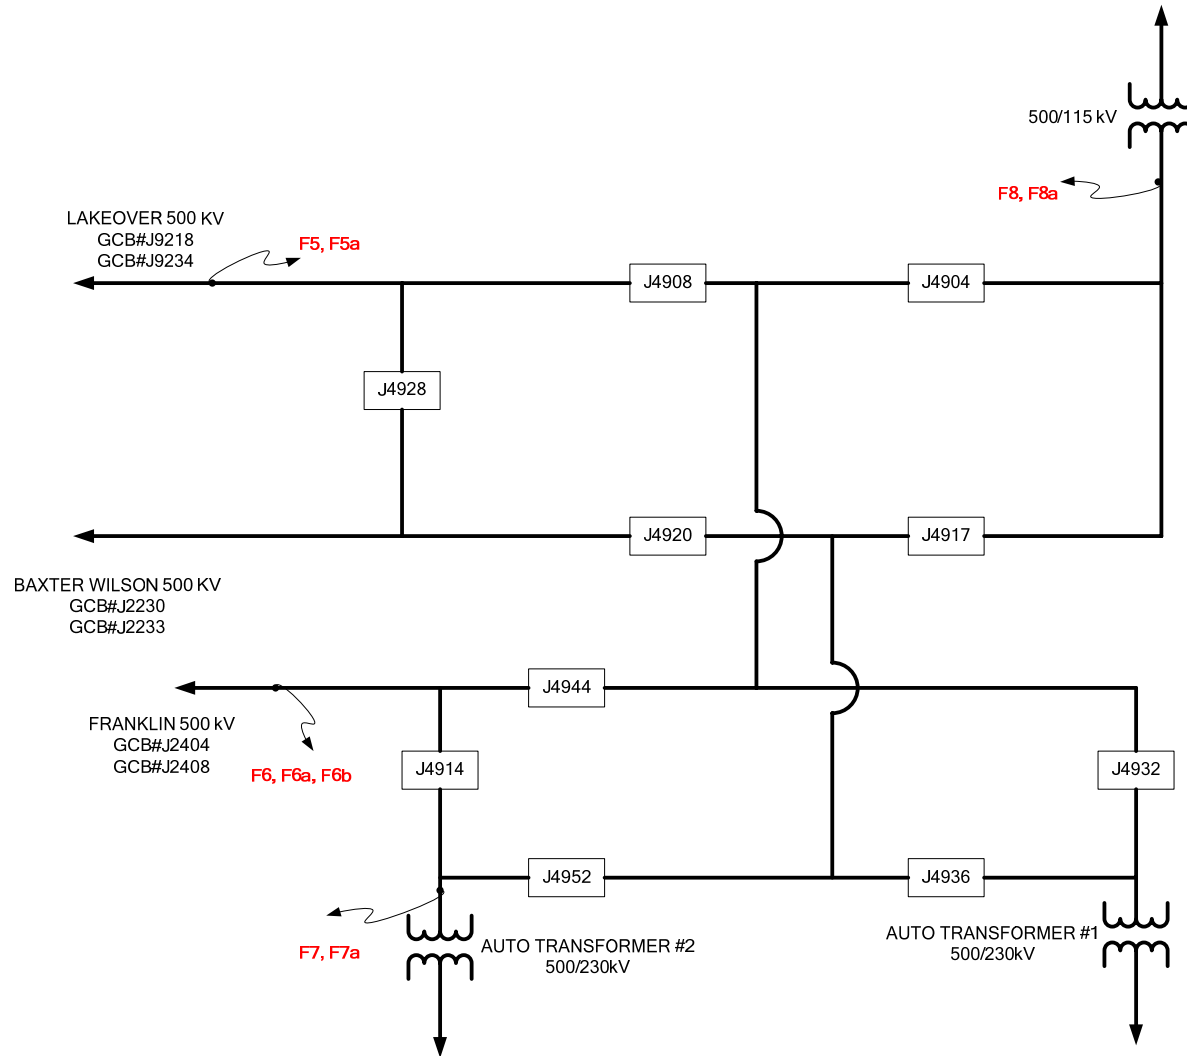 500/115 kV
F8, F8a
LAKEOVER 500 KV
GCB#J9218
GCB#J9234
F5, F5a
J4908
J4904
J4928
J4920
J4917
BAXTER WILSON 500 KV
GCB#J2230
GCB#J2233
J4944
FRANKLIN 500 kV
GCB#J2404
GCB#J2408
F6, F6a, F6b
J4914
J4932
J4952
J4936
F7, F7a
AUTO TRANSFORMER #2
500/230kV
AUTO TRANSFORMER #1
500/230kV